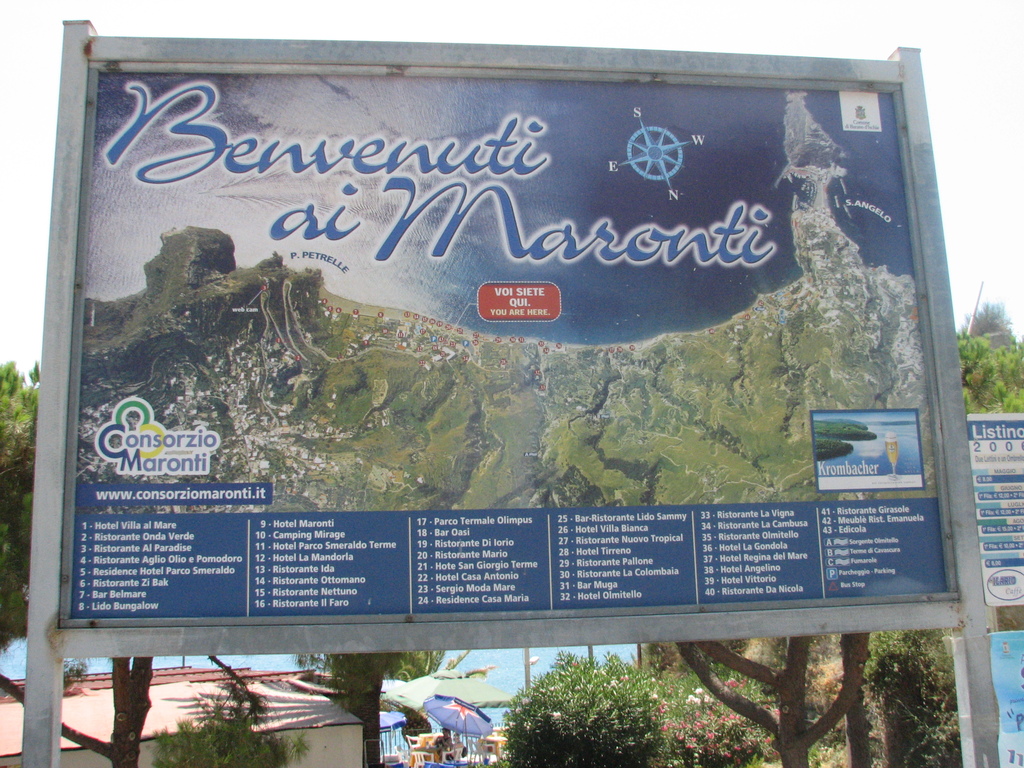 Benvenuti
ai Maronti
S
W
E
N
S. ANGELO
P. PETRELLE
web cam
VOI SIETE
QUI.
YOU ARE HERE.
Consorzio
Maronti
www.consorziomaronti.it
Krombacher
1 - Hotel Villa al Mare
2 - Ristorante Onda Verde
3 - Ristorante Al Paradise
4 - Ristorante Aglio Olio e Pomodoro
5 - Residence Hotel Parco Smeraldo
6 - Ristorante Zi Bak
7 - Bar Belmare
8 - Lido Bungalow
9 - Hotel Maronti
10 - Camping Mirage
11 - Hotel Parco Smeraldo Terme
12 - Hotel La Mandorla
13 - Ristorante Ida
14 - Ristorante Ottomano
15 - Ristorante Nettuno
16 - Ristorante Il Faro
17 - Parco Termale Olimpus
18 - Bar Oasi
19 - Ristorante Di Iorio
20 - Ristorante Mario
21 - Hote San Giorgio Terme
22 - Hotel Casa Antonio
23 - Sergio Moda Mare
24 - Residence Casa Maria
25 - Bar-Ristorante Lido Sammy
26 - Hotel Villa Bianca
27 - Ristorante Nuovo Tropical
28 - Hotel Tirreno
29 - Ristorante Pallone
30 - Ristorante La Colombaia
31 - Bar Muga
32 - Hotel Olmitello
33 - Ristorante La Vigna
34 - Ristorante La Cambusa
35 - Ristorante Olmitello
36 - Hotel La Gondola
37 - Hotel Regina del Mare
38 - Hotel Angelino
39 - Hotel Vittorio
40 - Ristorante Da Nicola
41 - Ristorante Girasole
42 - Meublè Rist. Emanuela
43 - Edicola
A Sorgente Olmitello
B Terme di Cavascura
C Fumarole
P Parcheggio - Parking
Bus Stop
Listino
200
MAGGIO